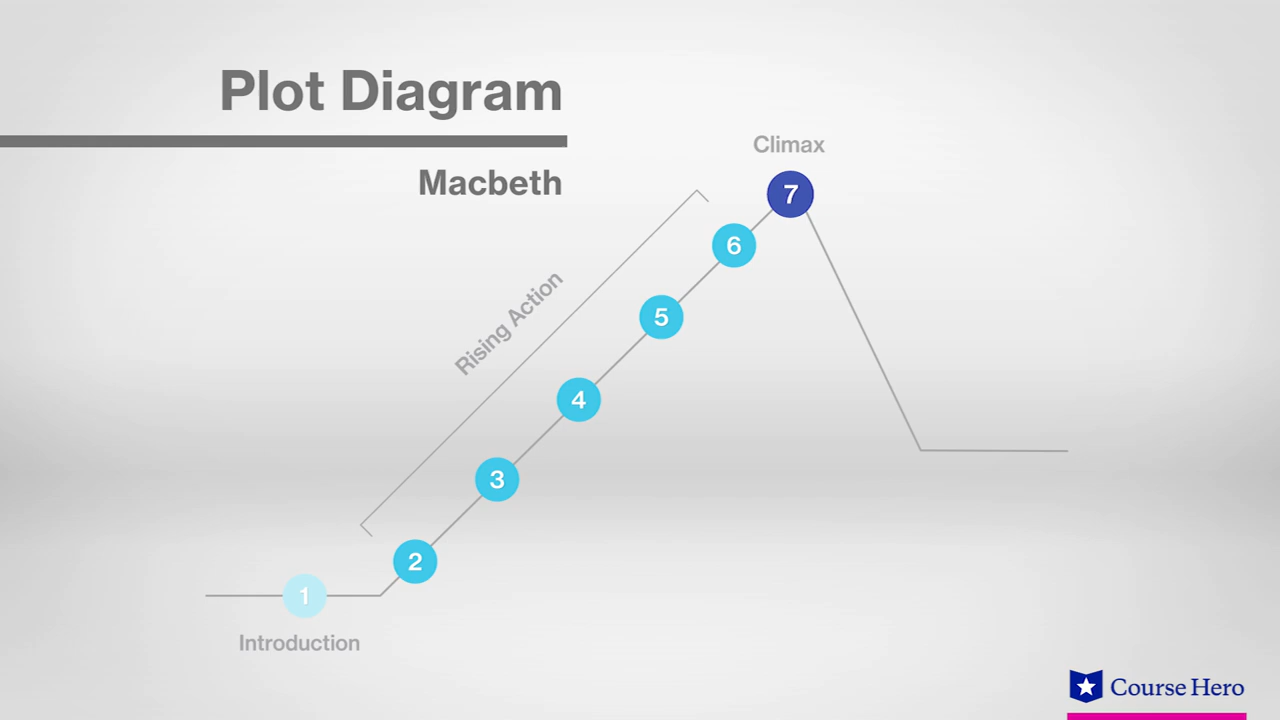 Plot Diagram
Macbeth
Climax
7
6
Rising Action
5
4
3
2
1
Introduction
Course Hero